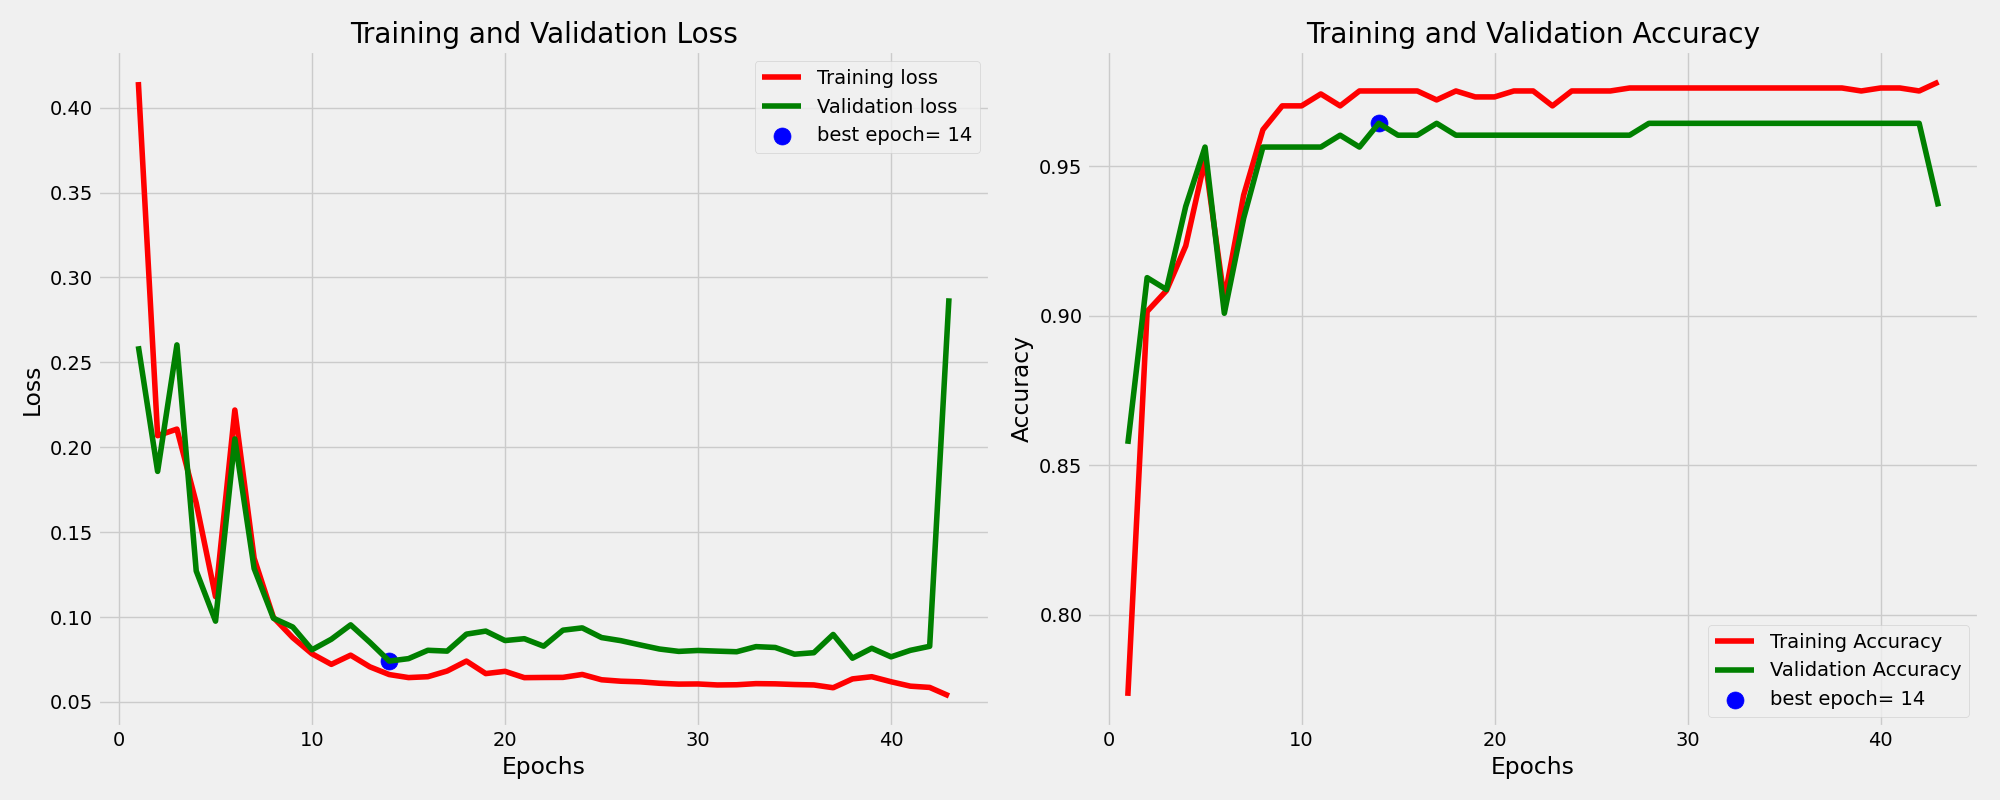 Training and Validation Loss
Training loss
Validation loss
best epoch= 14
0.40
0.35
0.30
0.25
0.20
0.15
0.10
0.05
Loss
0
10
20
30
40
Epochs
Training and Validation Accuracy
0.95
0.90
0.85
0.80
Accuracy
Training Accuracy
Validation Accuracy
best epoch= 14
0
10
20
30
40
Epochs